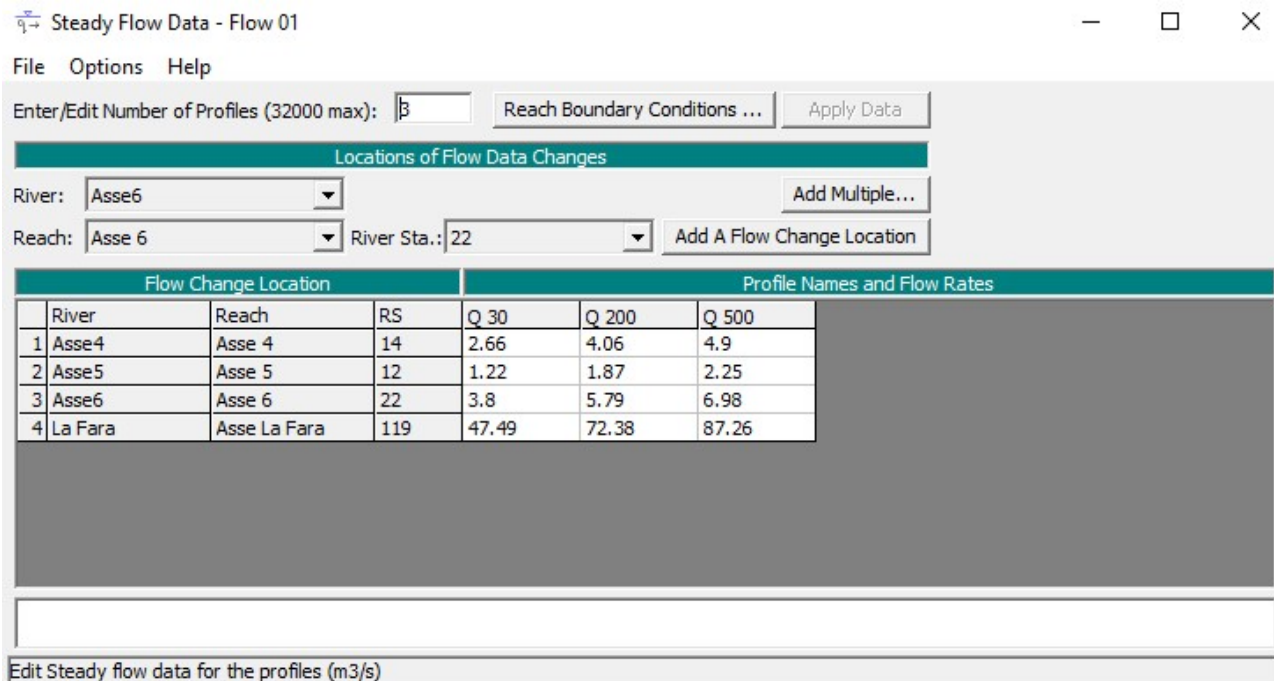 Steady Flow Data - Flow 01
File Options Help
Enter/Edit Number of Profiles (32000 max): 3 Reach Boundary Conditions ... Apply Data
Locations of Flow Data Changes
River: Asse6 Add Multiple...
Reach: Asse 6 River Sta.: 22 Add A Flow Change Location
Flow Change Location Profile Names and Flow Rates
River Reach RS Q 30 Q 200 Q 500
1 Asse4 Asse 4 14 2.66 4.06 4.9
2 Asse5 Asse 5 12 1.22 1.87 2.25
3 Asse6 Asse 6 22 3.8 5.79 6.98
4 La Fara Asse La Fara 119 47.49 72.38 87.26
Edit Steady flow data for the profiles (m3/s)